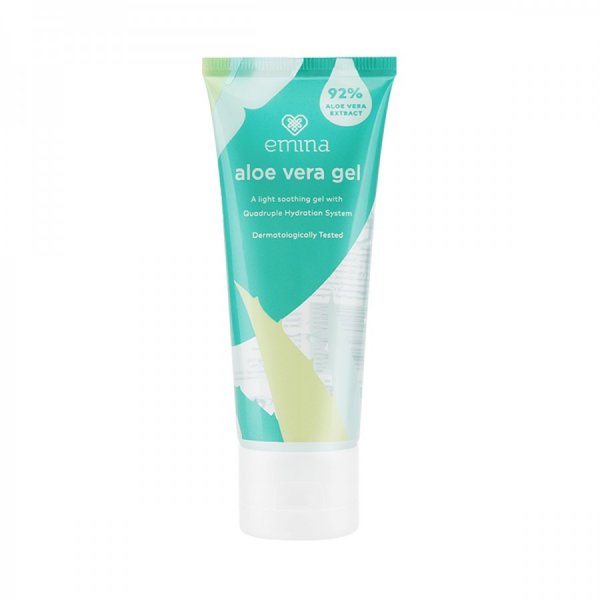 92%
ALOE VERA
EXTRACT
emina
aloe vera gel
A light soothing gel with
Quadruple Hydration System
Dermatologically Tested